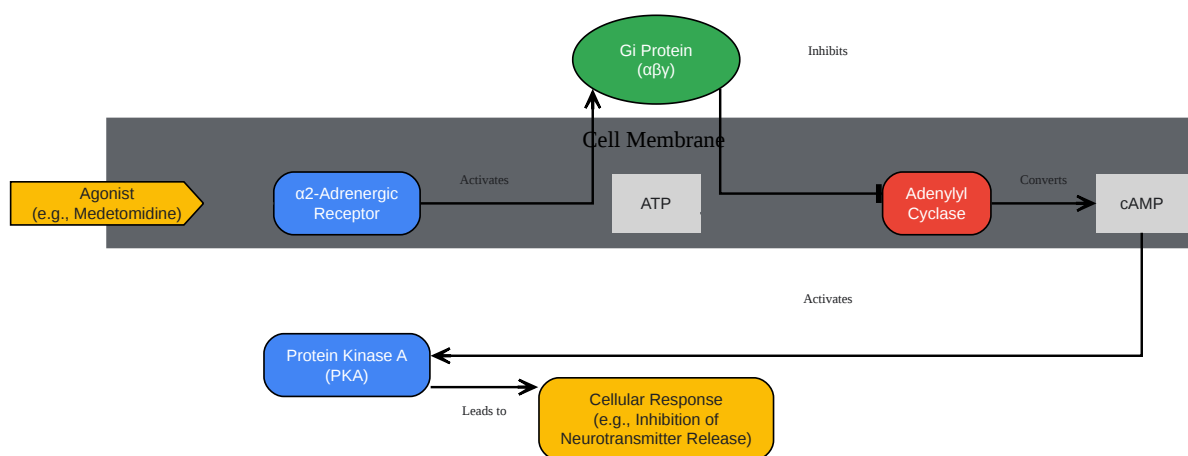 Gi Protein
(αβγ)
Inhibits
Cell Membrane
Agonist
(e.g., Medetomidine)
α2-Adrenergic
Receptor
Activates
ATP
Adenylyl
Cyclase
Converts
cAMP
Activates
Protein Kinase A
(PKA)
Leads to
Cellular Response
(e.g., Inhibition of
Neurotransmitter Release)